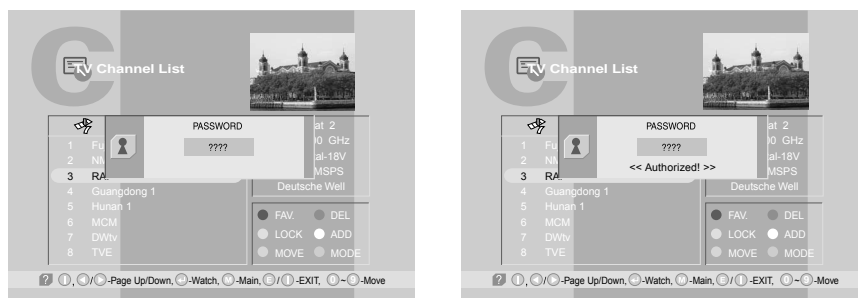 TV Channel List
PASSWORD
????
at 2
1 Fu
0 GHz
2 NM
al-18V
3 RA
MSPS
4 Guangdong 1
Deutsche Well
5 Hunan 1
6 MCM
FAV. DEL
7 DWtv
LOCK ADD
8 TVE
MOVE MODE
? , / -Page Up/Down, -Watch, M -Main, E / -EXIT, 0 ~ 9 -Move
TV Channel List
PASSWORD
????
<< Authorized! >>
at 2
1 Fu
0 GHz
2 NM
al-18V
3 RA
MSPS
4 Guangdong 1
Deutsche Well
5 Hunan 1
6 MCM
FAV. DEL
7 DWtv
LOCK ADD
8 TVE
MOVE MODE
? , / -Page Up/Down, -Watch, M -Main, E / -EXIT, 0 ~ 9 -Move